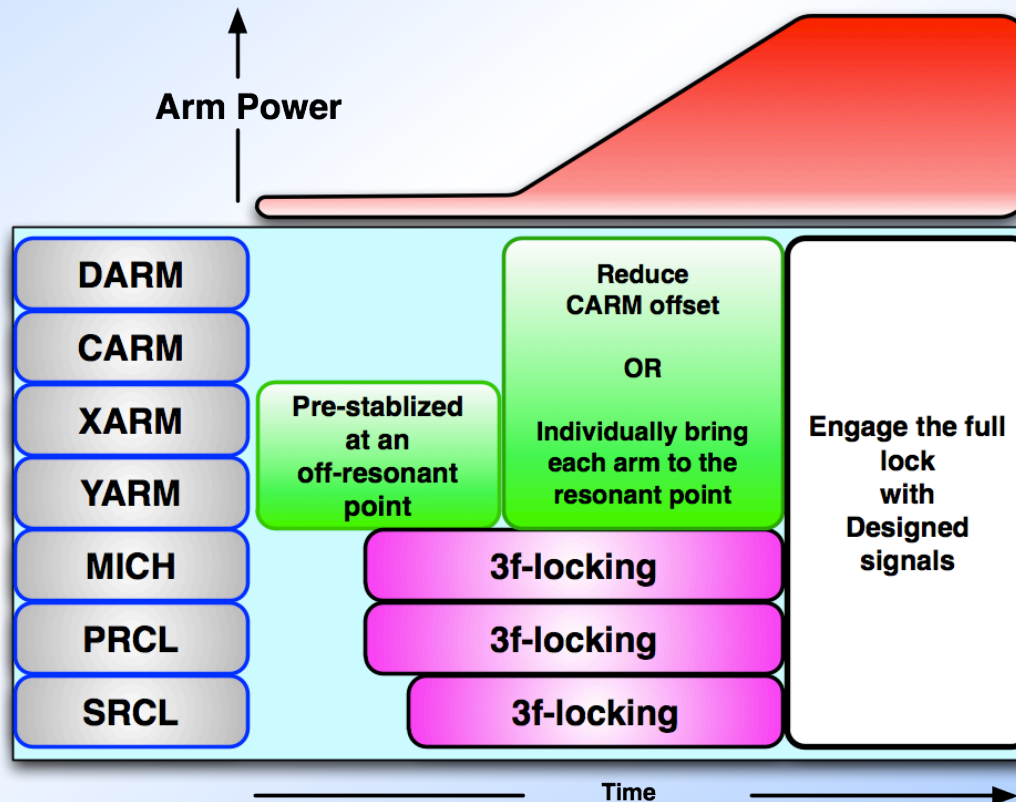 Arm Power
DARM
CARM
XARM
YARM
MICH
PRCL
SRCL
Pre-stablized
at an
off-resonant
point
Reduce
CARM offset
OR
Individually bring
each arm to the
resonant point
3f-locking
3f-locking
3f-locking
Engage the full
lock
with
Designed
signals
Time